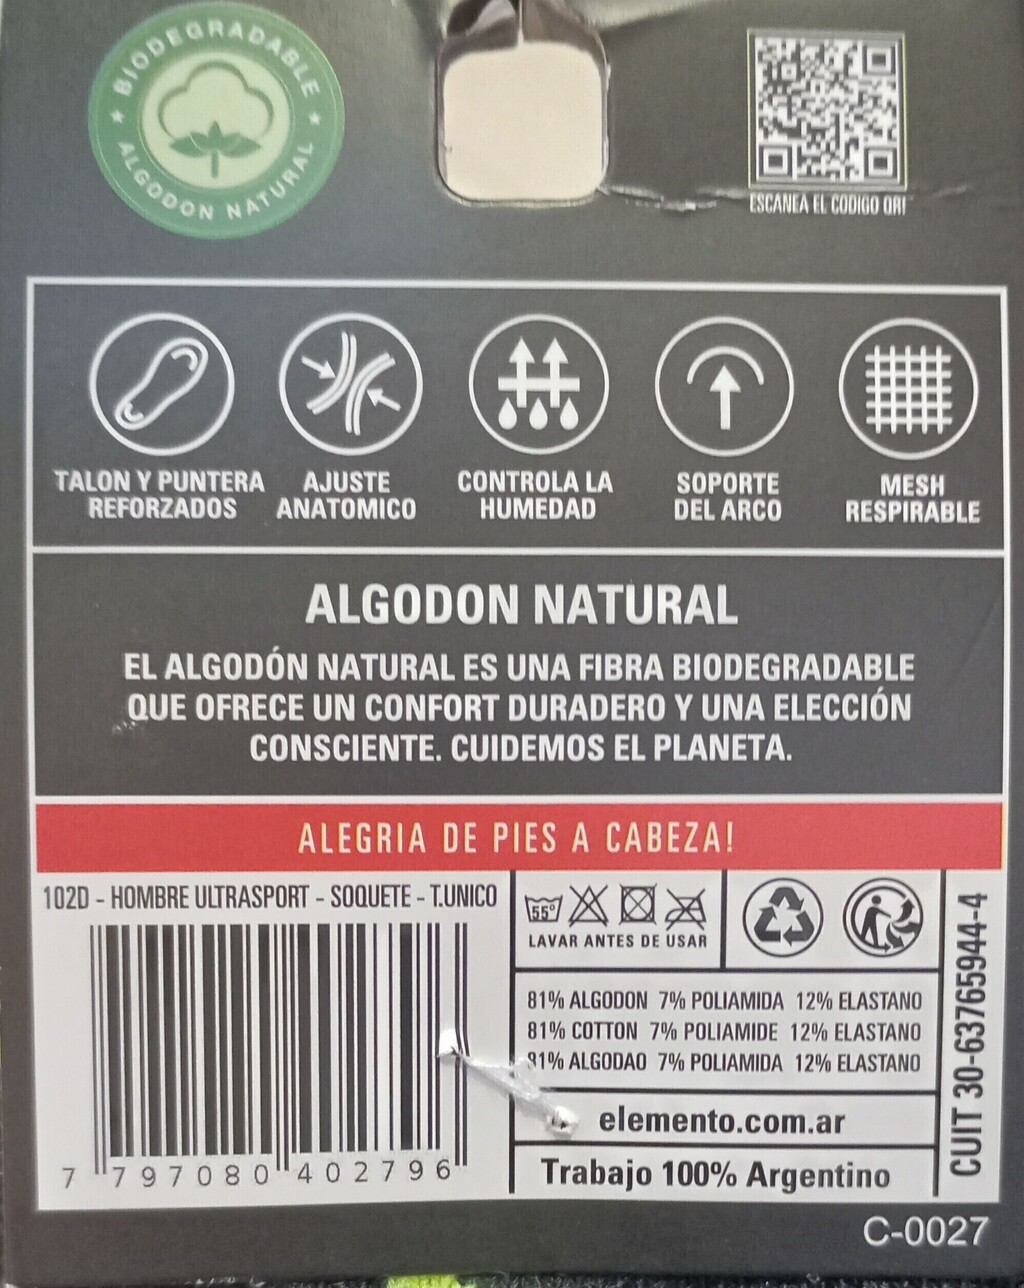 ★ BIODEGRADABLE ★
ALGODON NATURAL
ESCANEA EL CODIGO QR!
TALON Y PUNTERA
REFORZADOS
AJUSTE
ANATOMICO
CONTROLA LA
HUMEDAD
SOPORTE
DEL ARCO
MESH
RESPIRABLE
ALGODON NATURAL
EL ALGODÓN NATURAL ES UNA FIBRA BIODEGRADABLE
QUE OFRECE UN CONFORT DURADERO Y UNA ELECCIÓN
CONSCIENTE. CUIDEMOS EL PLANETA.
ALEGRIA DE PIES A CABEZA!
102D - HOMBRE ULTRASPORT - SOQUETE - T.UNICO
7 797080 402796
55°
LAVAR ANTES DE USAR
81% ALGODON 7% POLIAMIDA 12% ELASTANO
81% COTTON 7% POLIAMIDE 12% ELASTANO
81% ALGODAO 7% POLIAMIDA 12% ELASTANO
elemento.com.ar
Trabajo 100% Argentino
CUIT 30-63765944-4
C-0027